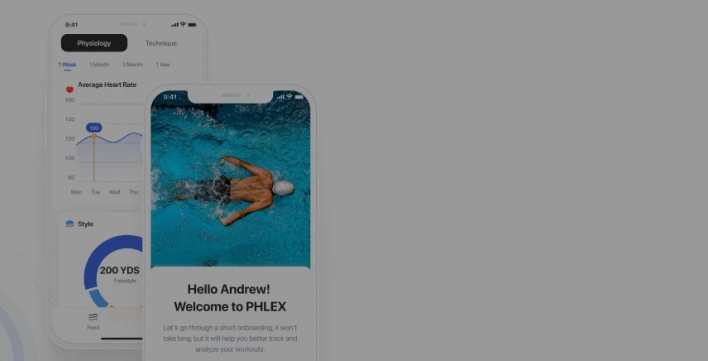 9:41
Physiology Technique
1 Week 1 Month 3 Month 1 Year
Average Heart Rate
160
140
130
120
100
80
Mon Tue Wed Thu
Style
200 YDS
Freestyle
Feed
9:41
Hello Andrew!
Welcome to PHLEX
Let's go through a short onboarding, it won't
take long, but it will help you better track and
analyze your workouts.